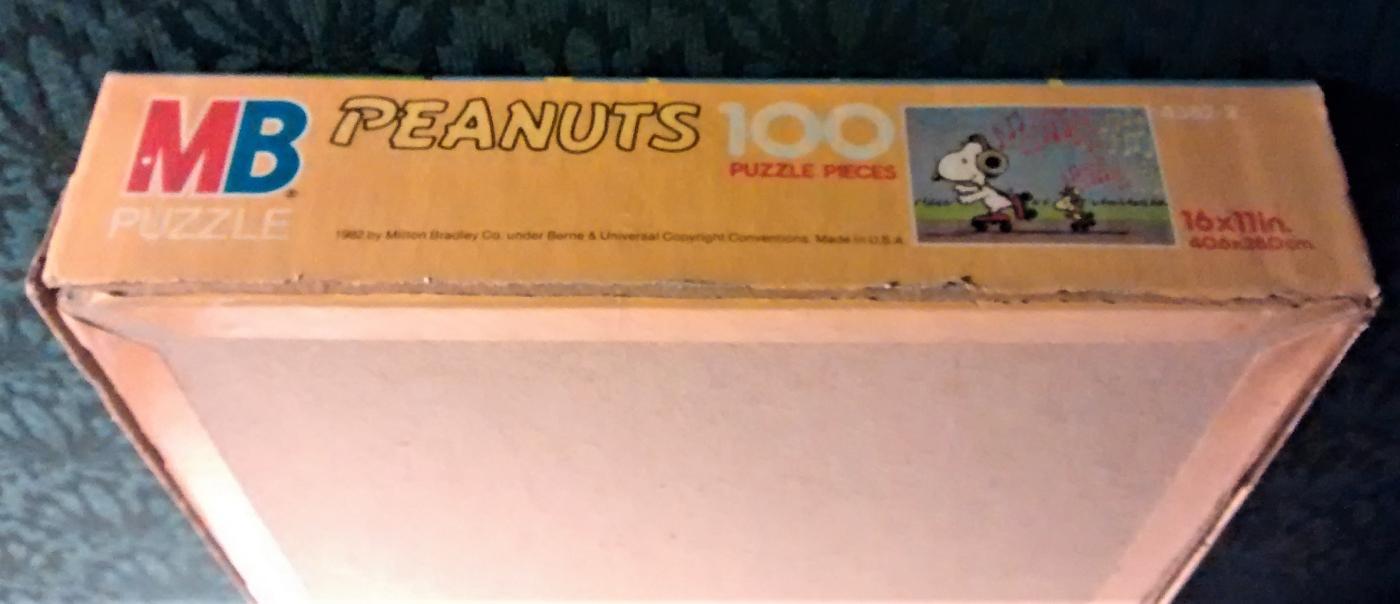 MB
PUZZLE
PEANUTS
100
PUZZLE PIECES
1982 by Milton Bradley Co. under Berne & Universal Copyright Conventions. Made in U.S.A.
16x11in.